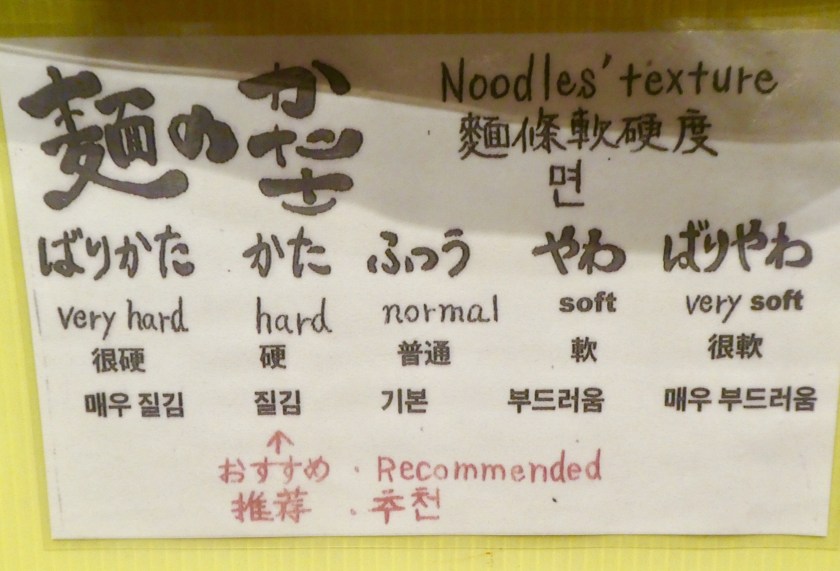 麺のかたさ
Noodles' texture
麵條軟硬度
면
ばりかた かた ふつう やわ ばりやわ
very hard hard normal soft very soft
很硬 硬 普通 軟 很軟
매우 질김 질김 기본 부드러움 매우 부드러움
↑
おすすめ・Recommended
推荐・추천